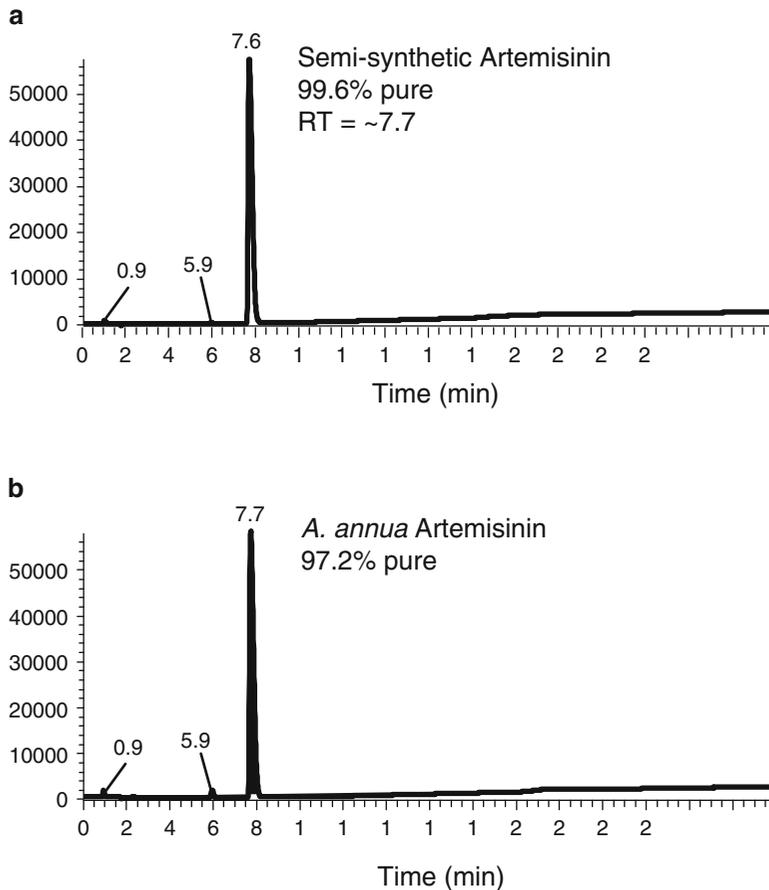 a
7.6
Semi-synthetic Artemisinin
99.6% pure
RT = ~7.7
50000
40000
30000
20000
10000
0
0.9
5.9
0 2 4 6 8 1 1 1 1 1 2 2 2 2
Time (min)
b
7.7
A. annua Artemisinin
97.2% pure
50000
40000
30000
20000
10000
0
0.9
5.9
0 2 4 6 8 1 1 1 1 1 2 2 2 2
Time (min)